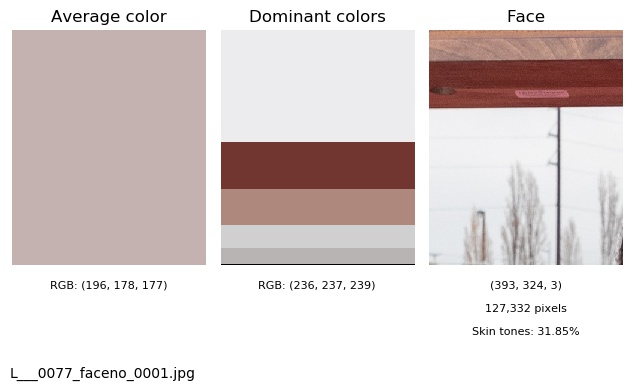 Average color
Dominant colors
Face
RGB: (196, 178, 177)
RGB: (236, 237, 239)
(393, 324, 3)
127,332 pixels
Skin tones: 31.85%
L___0077_faceno_0001.jpg